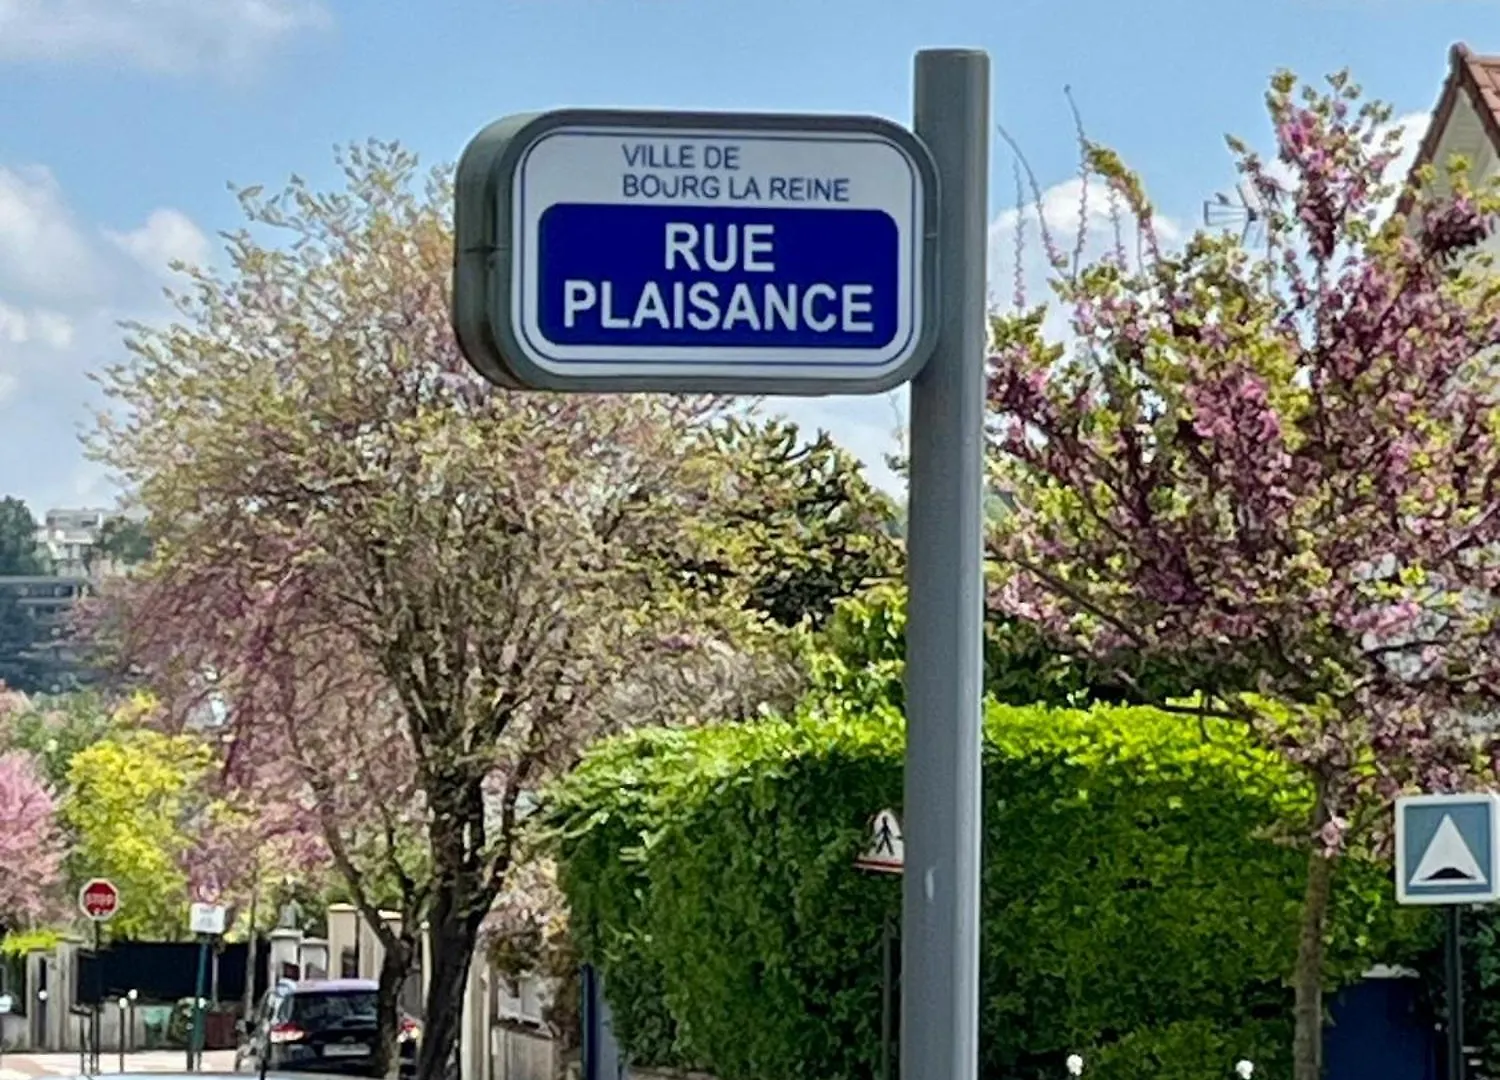 VILLE DE
BOURG LA REINE
RUE
PLAISANCE
STOP